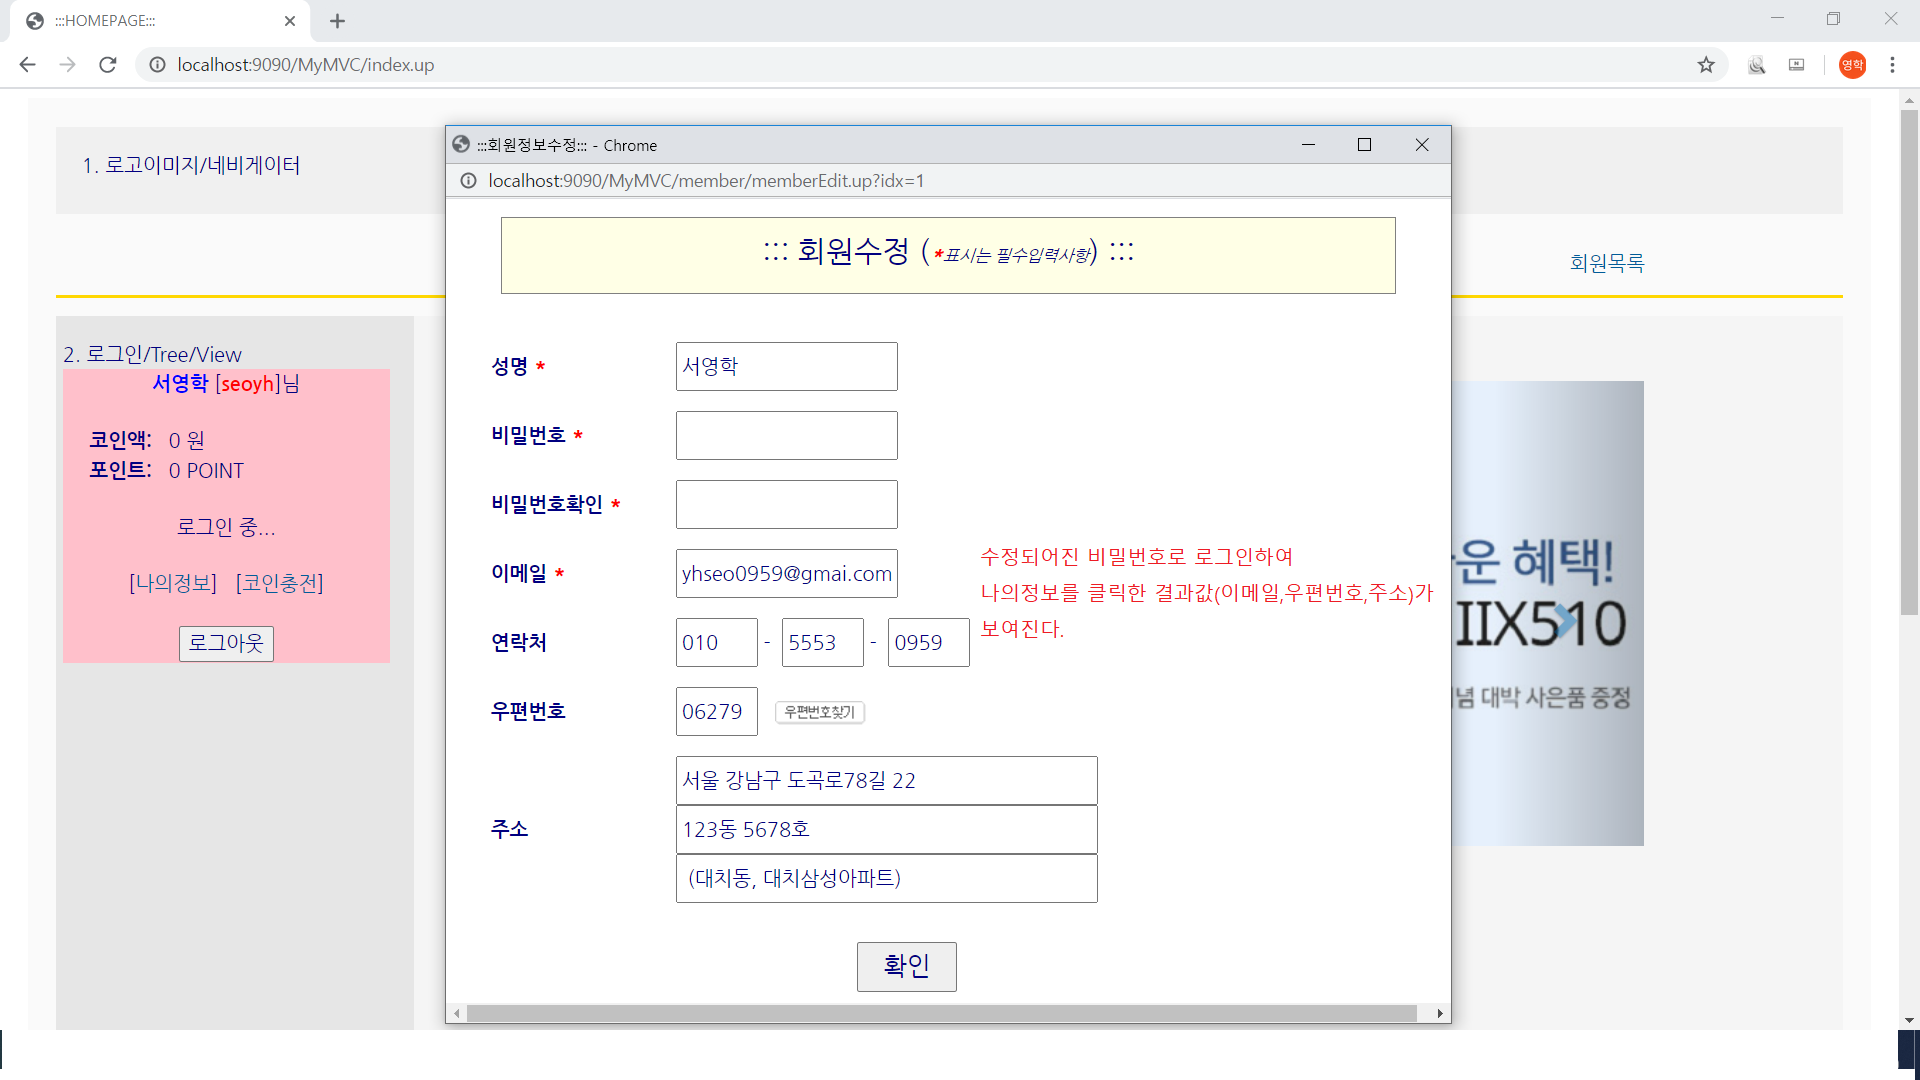 :::HOMEPAGE:::
localhost:9090/MyMVC/index.up
영학
1. 로고이미지/네비게이터
회원목록
2. 로그인/Tree/View
서영학 [seoyh]님
코인액: 0 원
포인트: 0 POINT
로그인 중...
[나의정보] [코인충전]
로그아웃
:::회원정보수정::: - Chrome
localhost:9090/MyMVC/member/memberEdit.up?idx=1
::: 회원수정 (*표시는 필수입력사항) :::
성명 * 서영학
비밀번호 *
비밀번호확인 *
이메일 * yhseo0959@gmai.com
수정되어진 비밀번호로 로그인하여
나의정보를 클릭한 결과값(이메일,우편번호,주소)가
보여진다.
연락처 010 - 5553 - 0959
우편번호 06279 우편번호찾기
주소
서울 강남구 도곡로78길 22
123동 5678호
(대치동, 대치삼성아파트)
확인
운 혜택!
IIX510
념 대박 사은품 증정